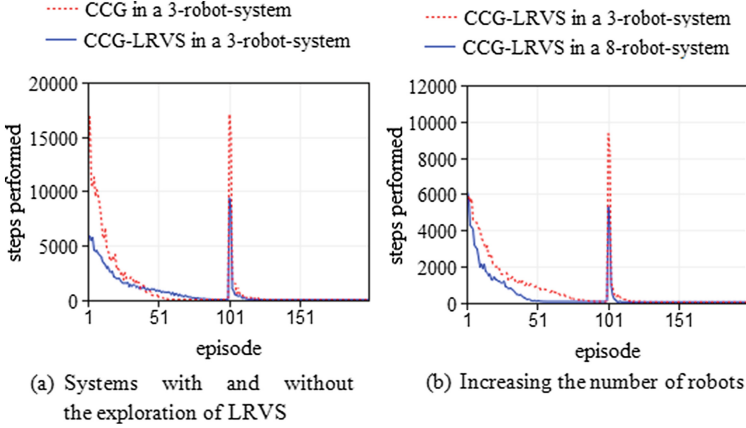 CCG in a 3-robot-system
CCG-LRVS in a 3-robot-system
20000
15000
10000
5000
0
steps performed
1
51
101
151
episode
(a) Systems with and without
the exploration of LRVS
CCG-LRVS in a 3-robot-system
CCG-LRVS in a 8-robot-system
12000
10000
8000
6000
4000
2000
0
steps performed
1
51
101
151
episode
(b) Increasing the number of robots